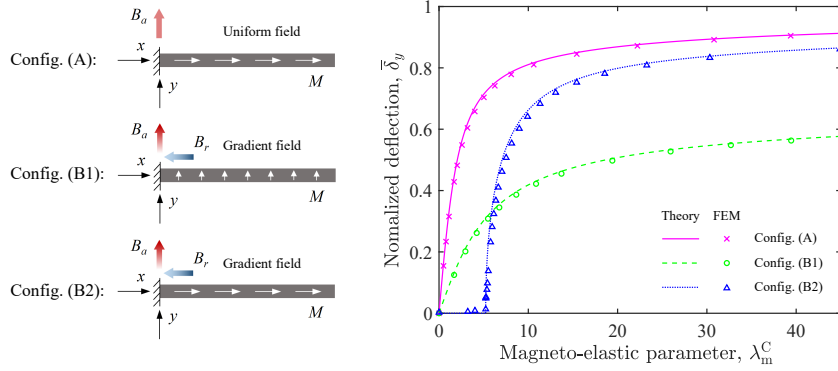 B_a
Uniform field
x
Config. (A):
M
y
B_a
B_r
Gradient field
x
Config. (B1):
M
y
B_a
B_r
Gradient field
x
Config. (B2):
M
y
Nomalized deflection, δ̅_y
1
0.8
0.6
0.4
0.2
0
Theory FEM
Config. (A)
Config. (B1)
Config. (B2)
0 10 20 30 40
Magneto-elastic parameter, λ_m^C